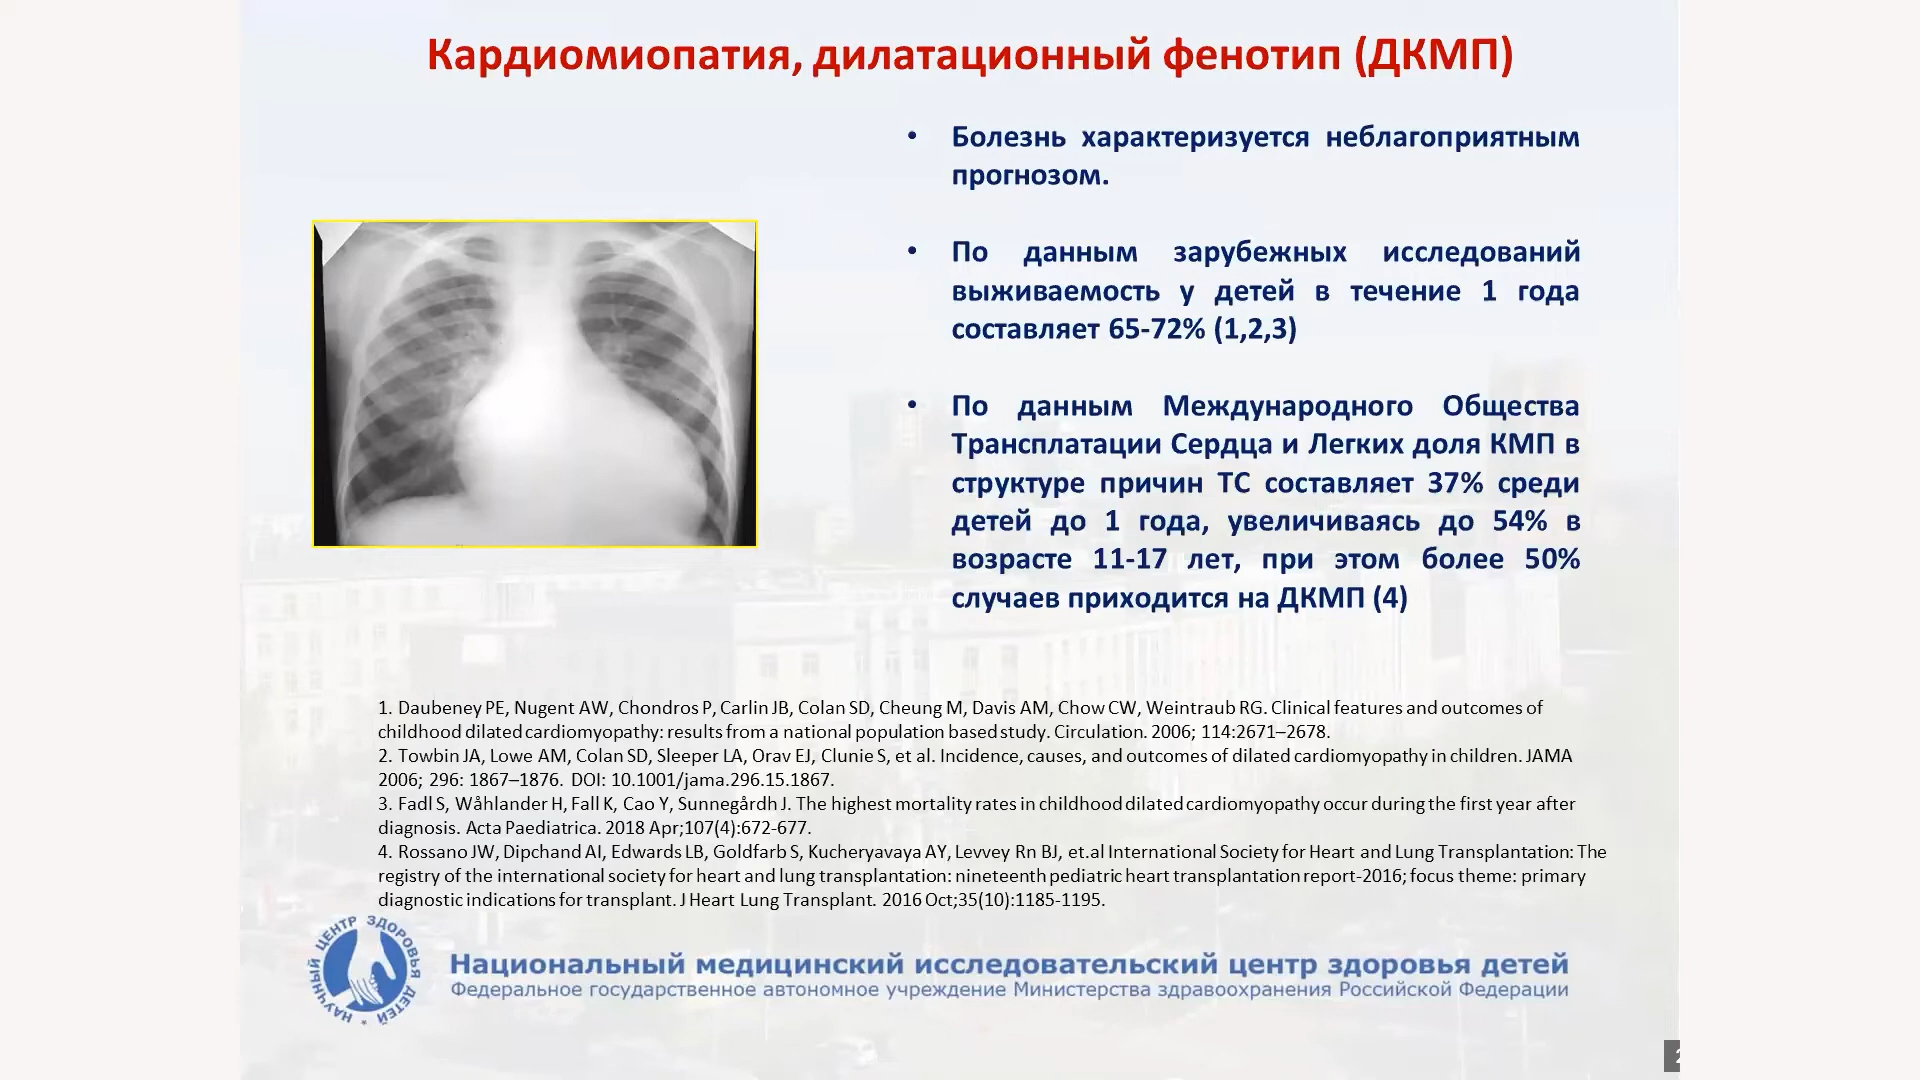 Кардиомиопатия, дилатационный фенотип (ДКМП)
• Болезнь характеризуется неблагоприятным
прогнозом.
• По данным зарубежных исследований
выживаемость у детей в течение 1 года
составляет 65-72% (1,2,3)
• По данным Международного Общества
Трансплатации Сердца и Легких доля КМП в
структуре причин ТС составляет 37% среди
детей до 1 года, увеличиваясь до 54% в
возрасте 11-17 лет, при этом более 50%
случаев приходится на ДКМП (4)
1. Daubeney PE, Nugent AW, Chondros P, Carlin JB, Colan SD, Cheung M, Davis AM, Chow CW, Weintraub RG. Clinical features and outcomes of
childhood dilated cardiomyopathy: results from a national population based study. Circulation. 2006; 114:2671–2678.
2. Towbin JA, Lowe AM, Colan SD, Sleeper LA, Orav EJ, Clunie S, et al. Incidence, causes, and outcomes of dilated cardiomyopathy in children. JAMA
2006; 296: 1867–1876. DOI: 10.1001/jama.296.15.1867.
3. Fadl S, Wåhlander H, Fall K, Cao Y, Sunnegårdh J. The highest mortality rates in childhood dilated cardiomyopathy occur during the first year after
diagnosis. Acta Paediatrica. 2018 Apr;107(4):672-677.
4. Rossano JW, Dipchand AI, Edwards LB, Goldfarb S, Kucheryavaya AY, Levvey Rn BJ, et.al International Society for Heart and Lung Transplantation: The
registry of the international society for heart and lung transplantation: nineteenth pediatric heart transplantation report-2016; focus theme: primary
diagnostic indications for transplant. J Heart Lung Transplant. 2016 Oct;35(10):1185-1195.
НАУЧНЫЙ ЦЕНТР ЗДОРОВЬЯ ДЕТЕЙ
Национальный медицинский исследовательский центр здоровья детей
Федеральное государственное автономное учреждение Министерства здравоохранения Российской Федерации